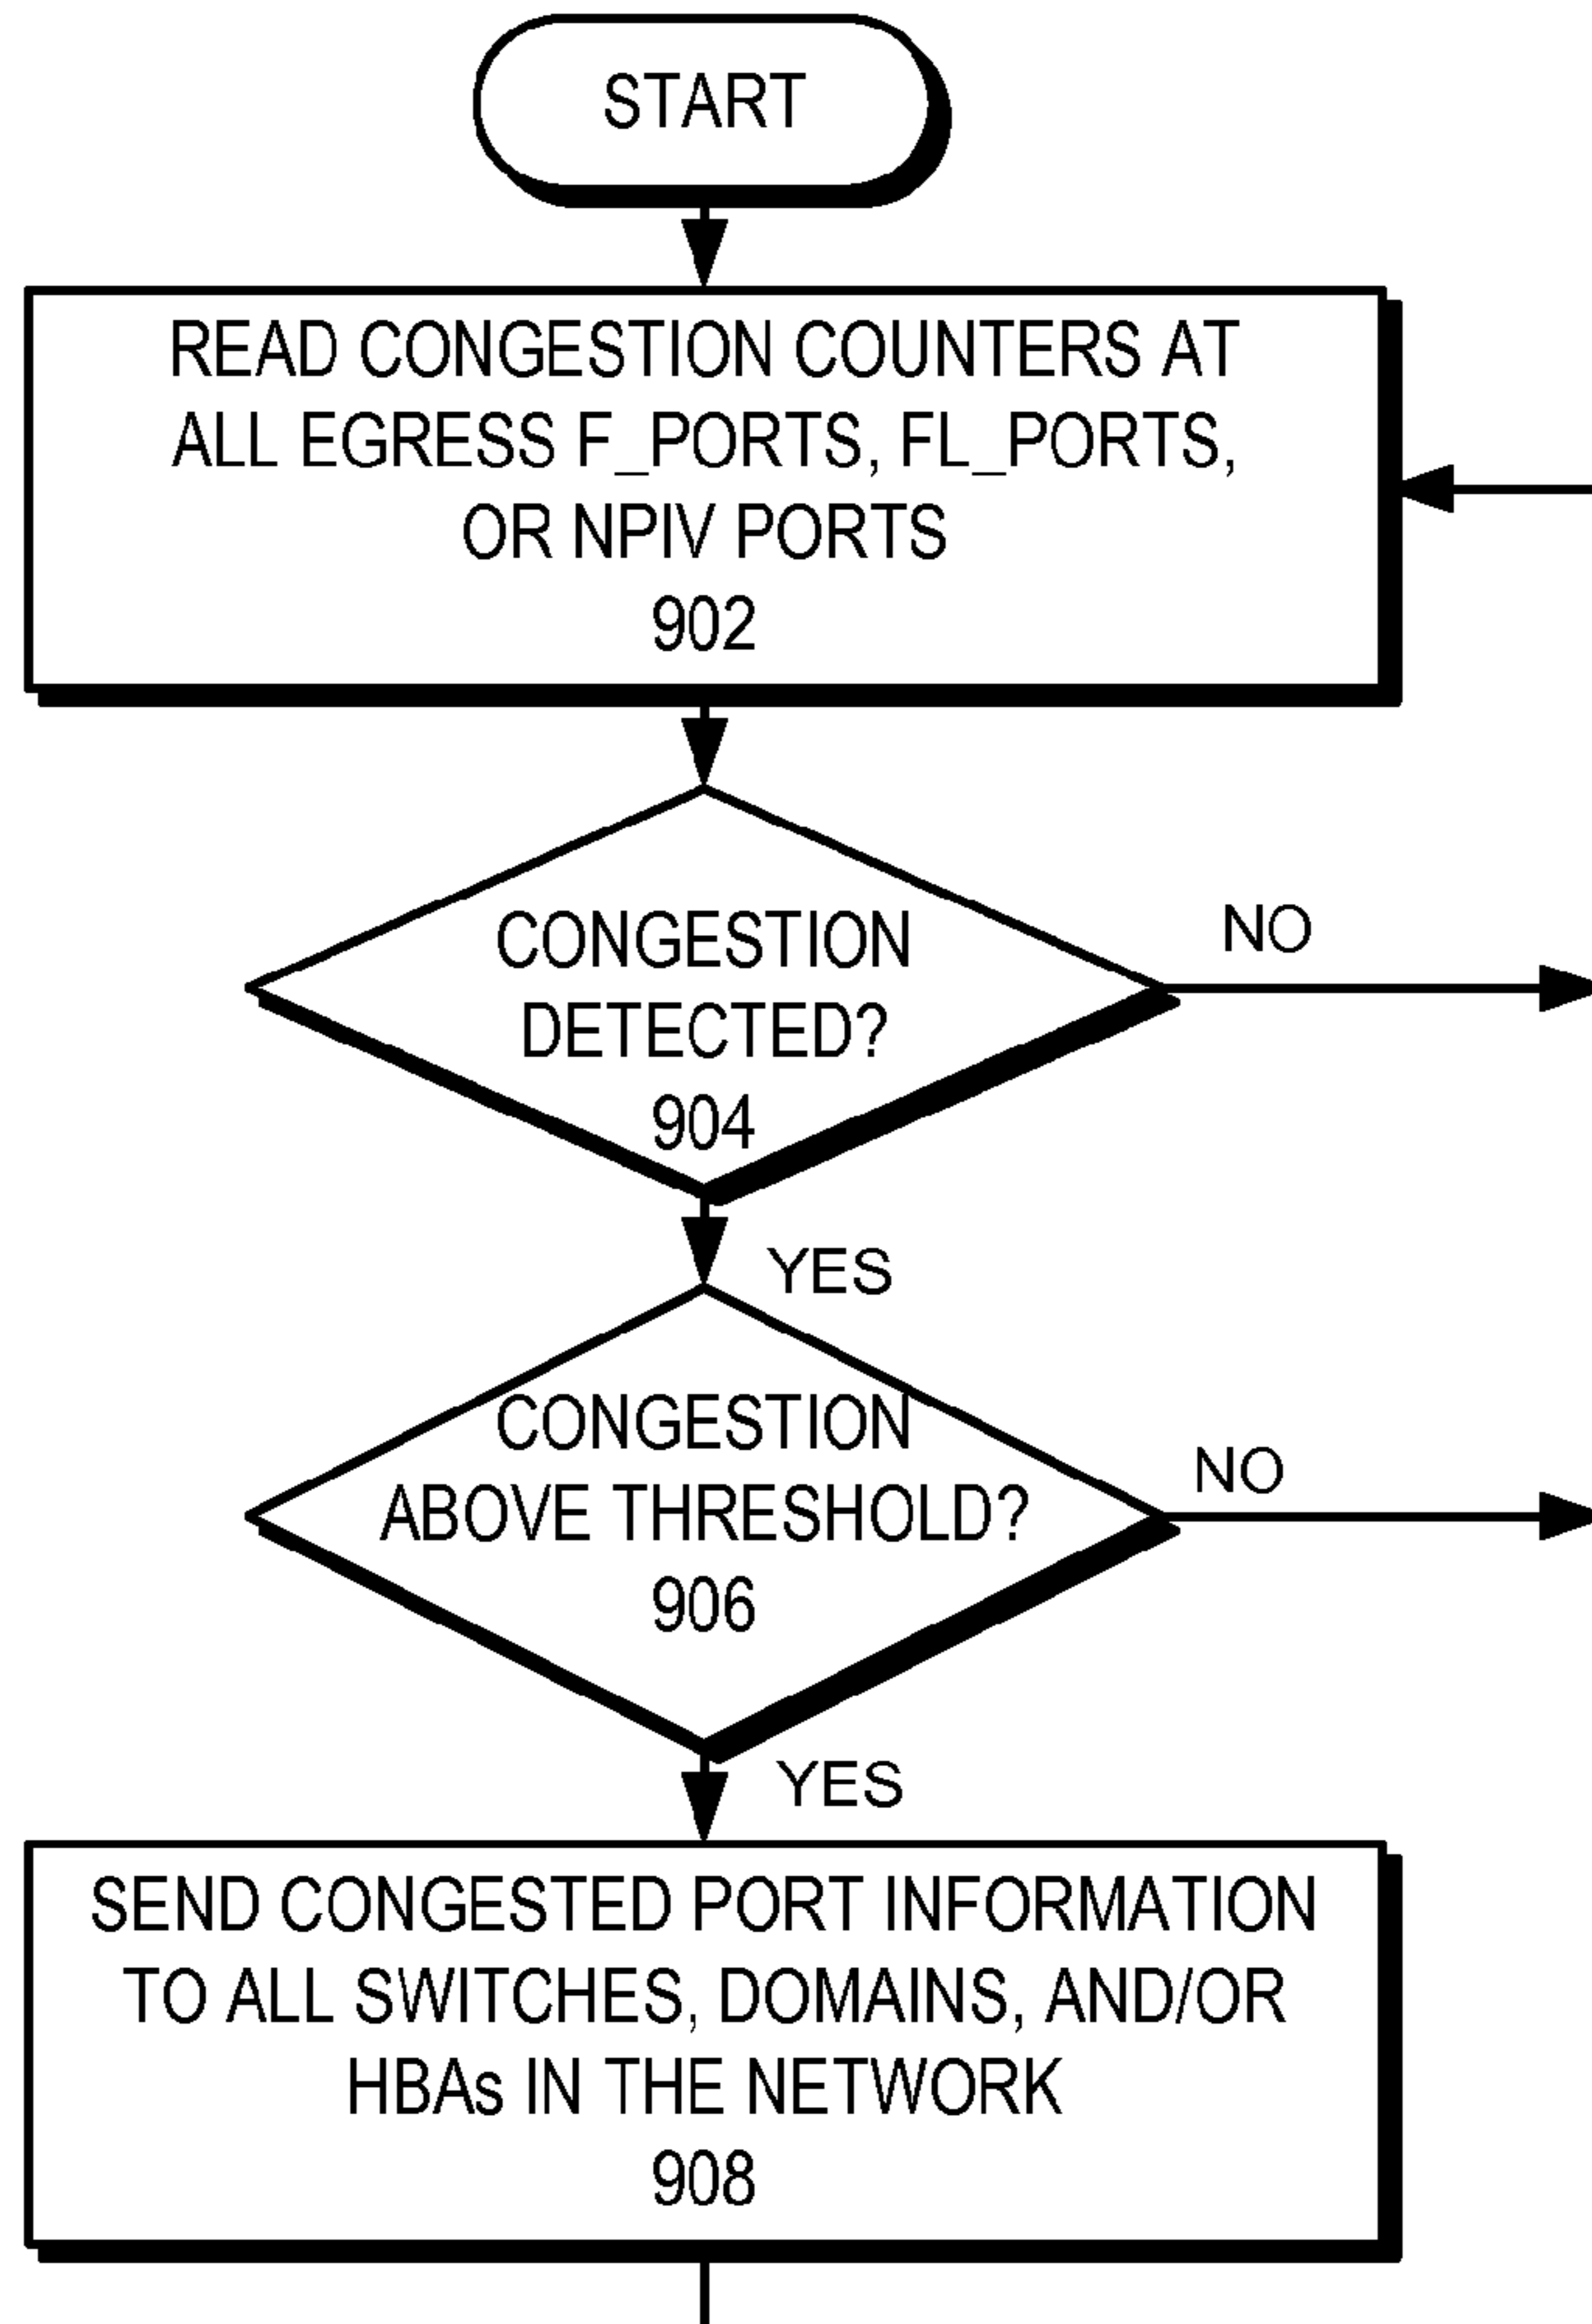 START
READ CONGESTION COUNTERS AT
ALL EGRESS F_PORTS, FL_PORTS,
OR NPIV PORTS
902
CONGESTION
DETECTED?
904
NO
YES
CONGESTION
ABOVE THRESHOLD?
906
NO
YES
SEND CONGESTED PORT INFORMATION
TO ALL SWITCHES, DOMAINS, AND/OR
HBAs IN THE NETWORK
908